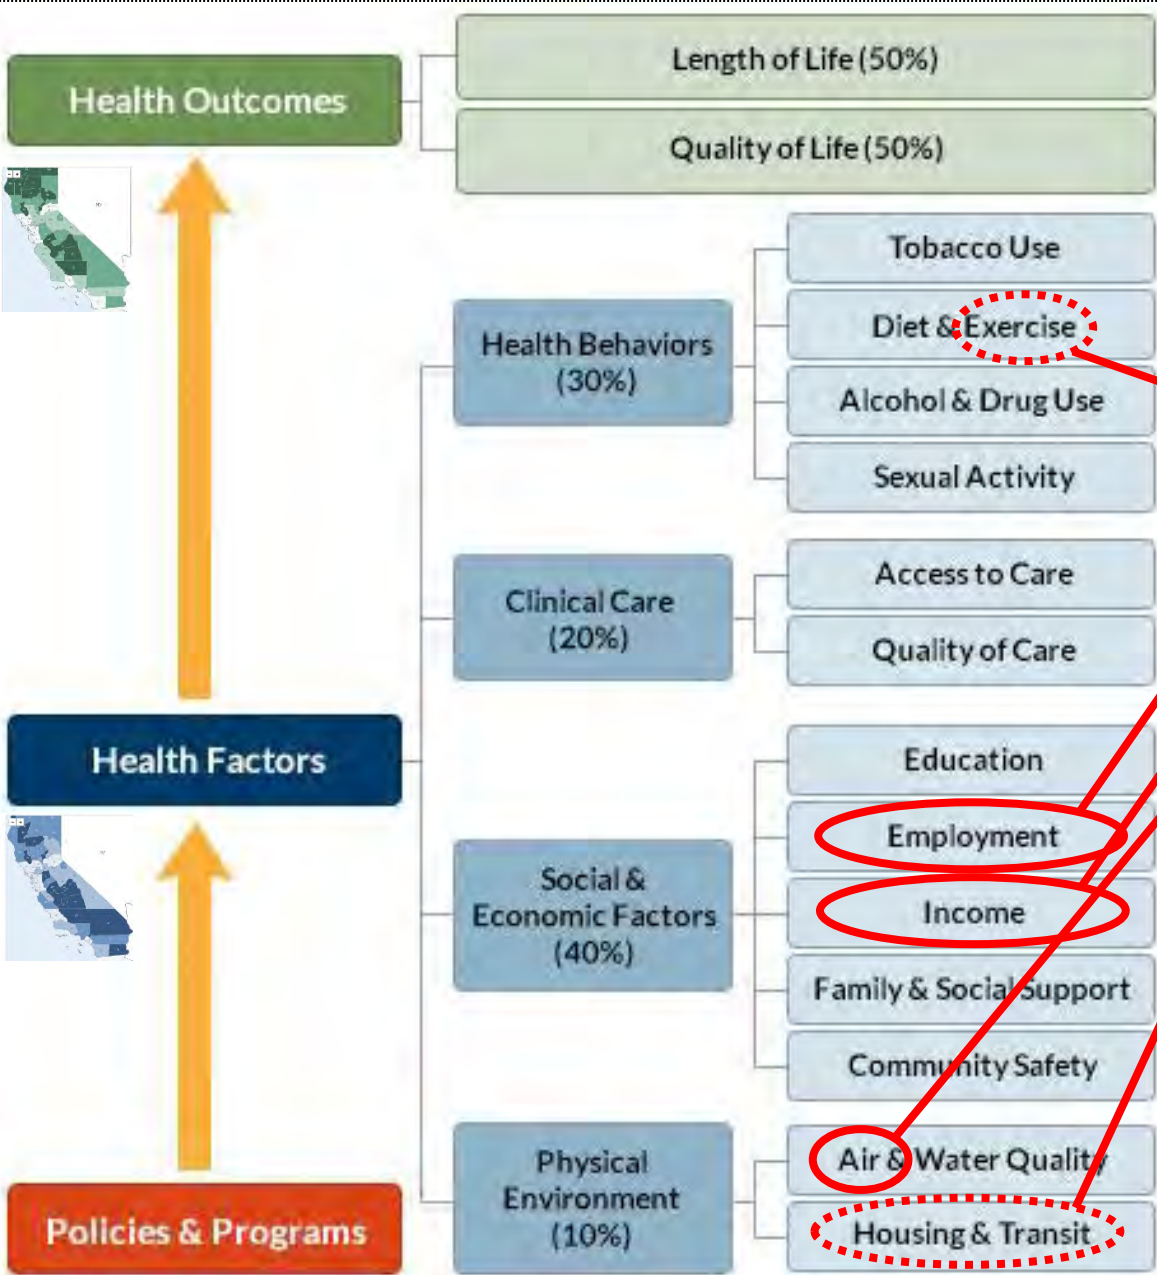 Length of Life (50%)
Health Outcomes
Quality of Life (50%)
Tobacco Use
Diet & Exercise
Health Behaviors
(30%)
Alcohol & Drug Use
Sexual Activity
Access to Care
Clinical Care
(20%)
Quality of Care
Health Factors
Education
Employment
Social &
Economic Factors
(40%)
Income
Family & Social Support
Community Safety
Physical
Environment
(10%)
Air & Water Quality
Housing & Transit
Policies & Programs